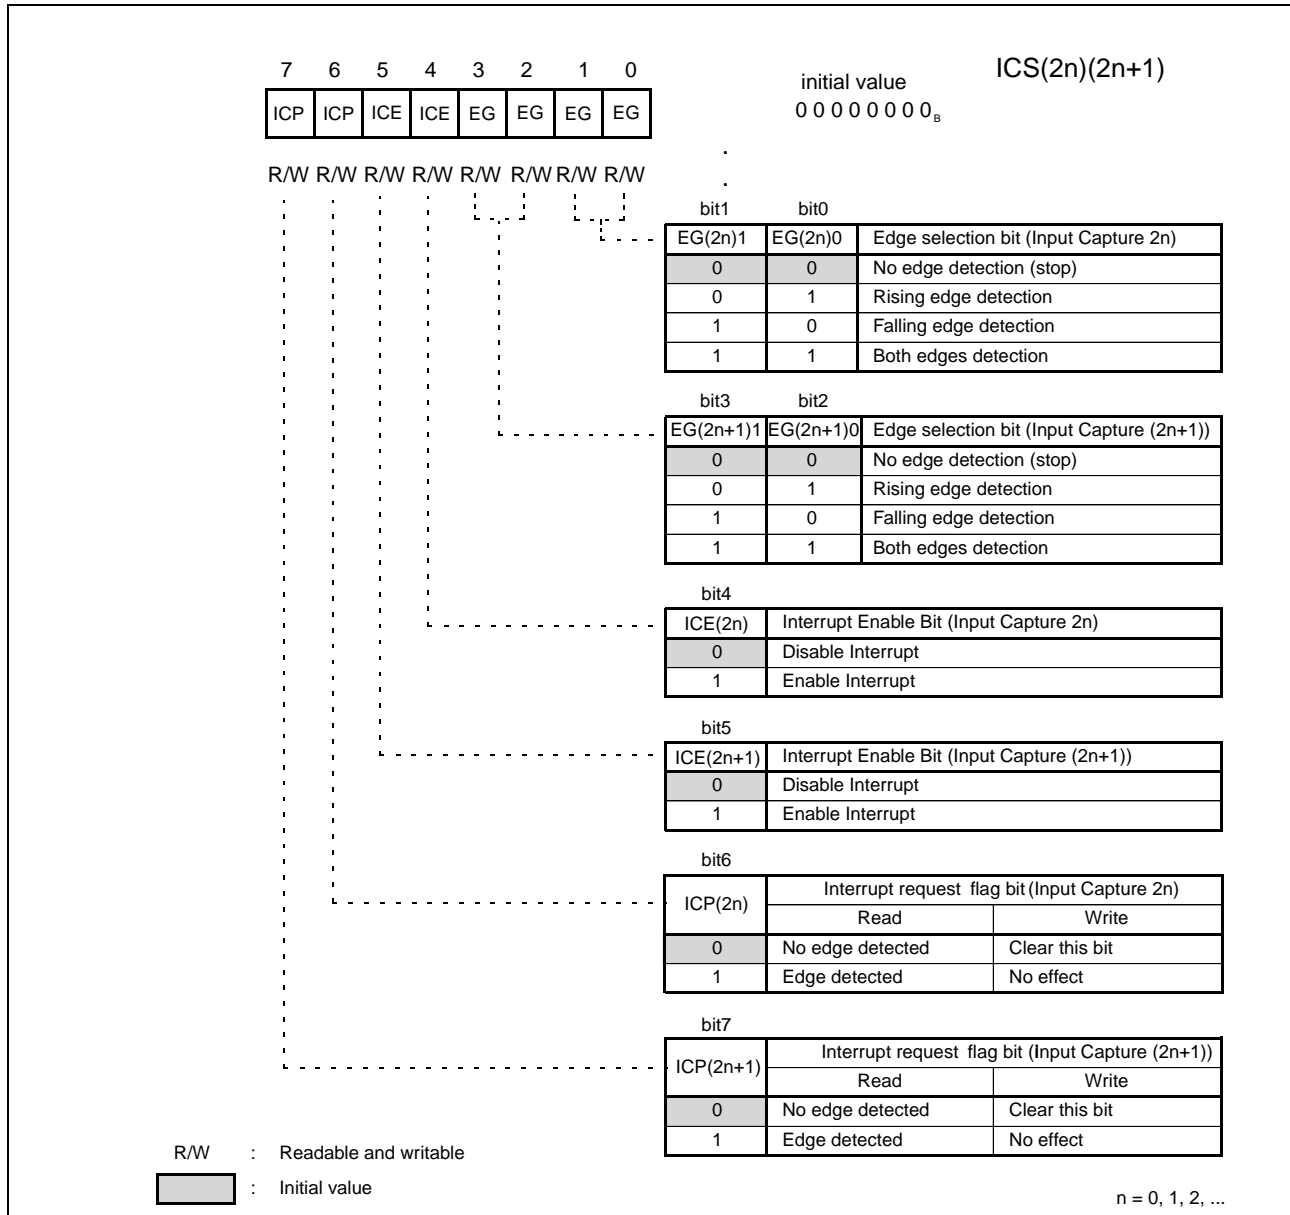 ICS(2n)(2n+1)
7 6 5 4 3 2 1 0
initial value
ICP ICP ICE ICE EG EG EG EG
0 0 0 0 0 0 0 0B
R/W R/W R/W R/W R/W R/W R/W R/W
bit1 bit0
EG(2n)1 EG(2n)0 Edge selection bit (Input Capture 2n)
0 0 No edge detection (stop)
0 1 Rising edge detection
1 0 Falling edge detection
1 1 Both edges detection
bit3 bit2
EG(2n+1)1 EG(2n+1)0 Edge selection bit (Input Capture (2n+1))
0 0 No edge detection (stop)
0 1 Rising edge detection
1 0 Falling edge detection
1 1 Both edges detection
bit4
ICE(2n) Interrupt Enable Bit (Input Capture 2n)
0 Disable Interrupt
1 Enable Interrupt
bit5
ICE(2n+1) Interrupt Enable Bit (Input Capture (2n+1))
0 Disable Interrupt
1 Enable Interrupt
bit6
ICP(2n) Interrupt request flag bit (Input Capture 2n)
Read Write
0 No edge detected Clear this bit
1 Edge detected No effect
bit7
ICP(2n+1) Interrupt request flag bit (Input Capture (2n+1))
Read Write
0 No edge detected Clear this bit
1 Edge detected No effect
R/W : Readable and writable
: Initial value
n = 0, 1, 2, ...